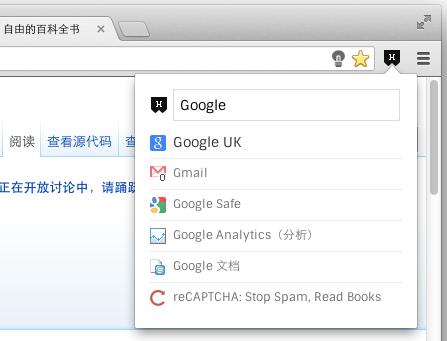 自由的百科全书
Google
阅读
查看源代码
查
Google UK
Gmail
0
正在开放讨论中，请踊跃
Google Safe
Google Analytics（分析）
Google 文档
reCAPTCHA: Stop Spam, Read Books